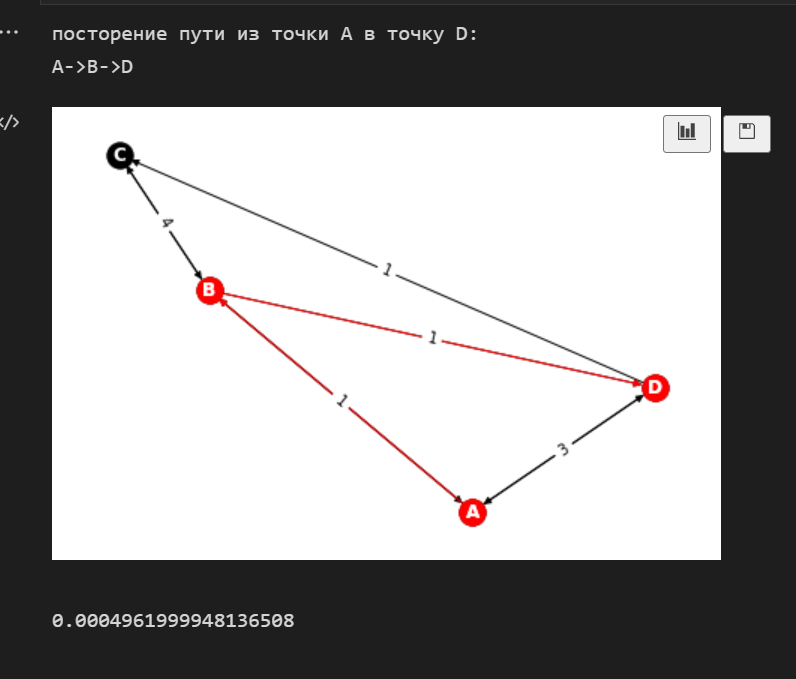 посторение пути из точки A в точку D:
A->B->D
C
4
1
B
1
D
1
3
A
0.0004961999948136508